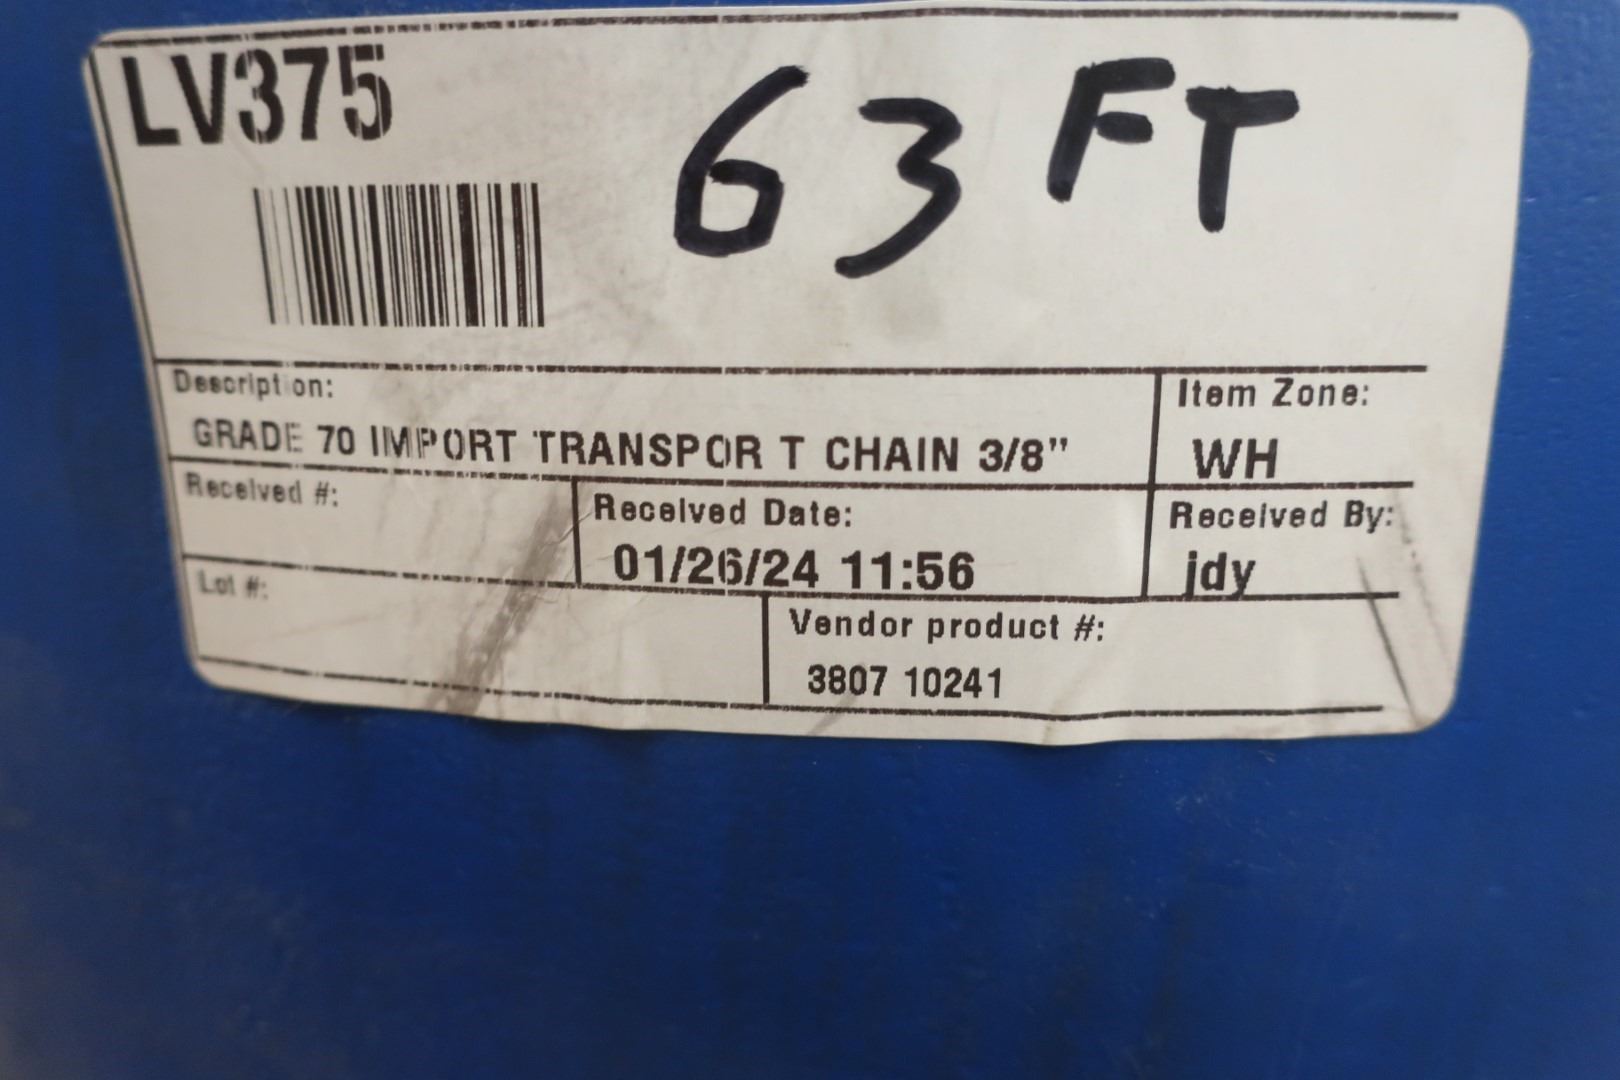 LV375
63 FT
Description:
GRADE 70 IMPORT TRANSPOR T CHAIN 3/8"
Item Zone:
WH
Received #:
Received Date:
01/26/24 11:56
Received By:
jdy
Lot #:
Vendor product #:
3807 10241